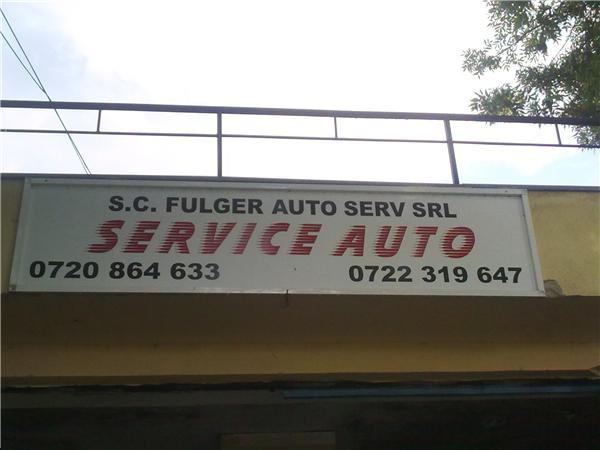 S.C. FULGER AUTO SERV SRL
SERVICE AUTO
0720 864 633 0722 319 647